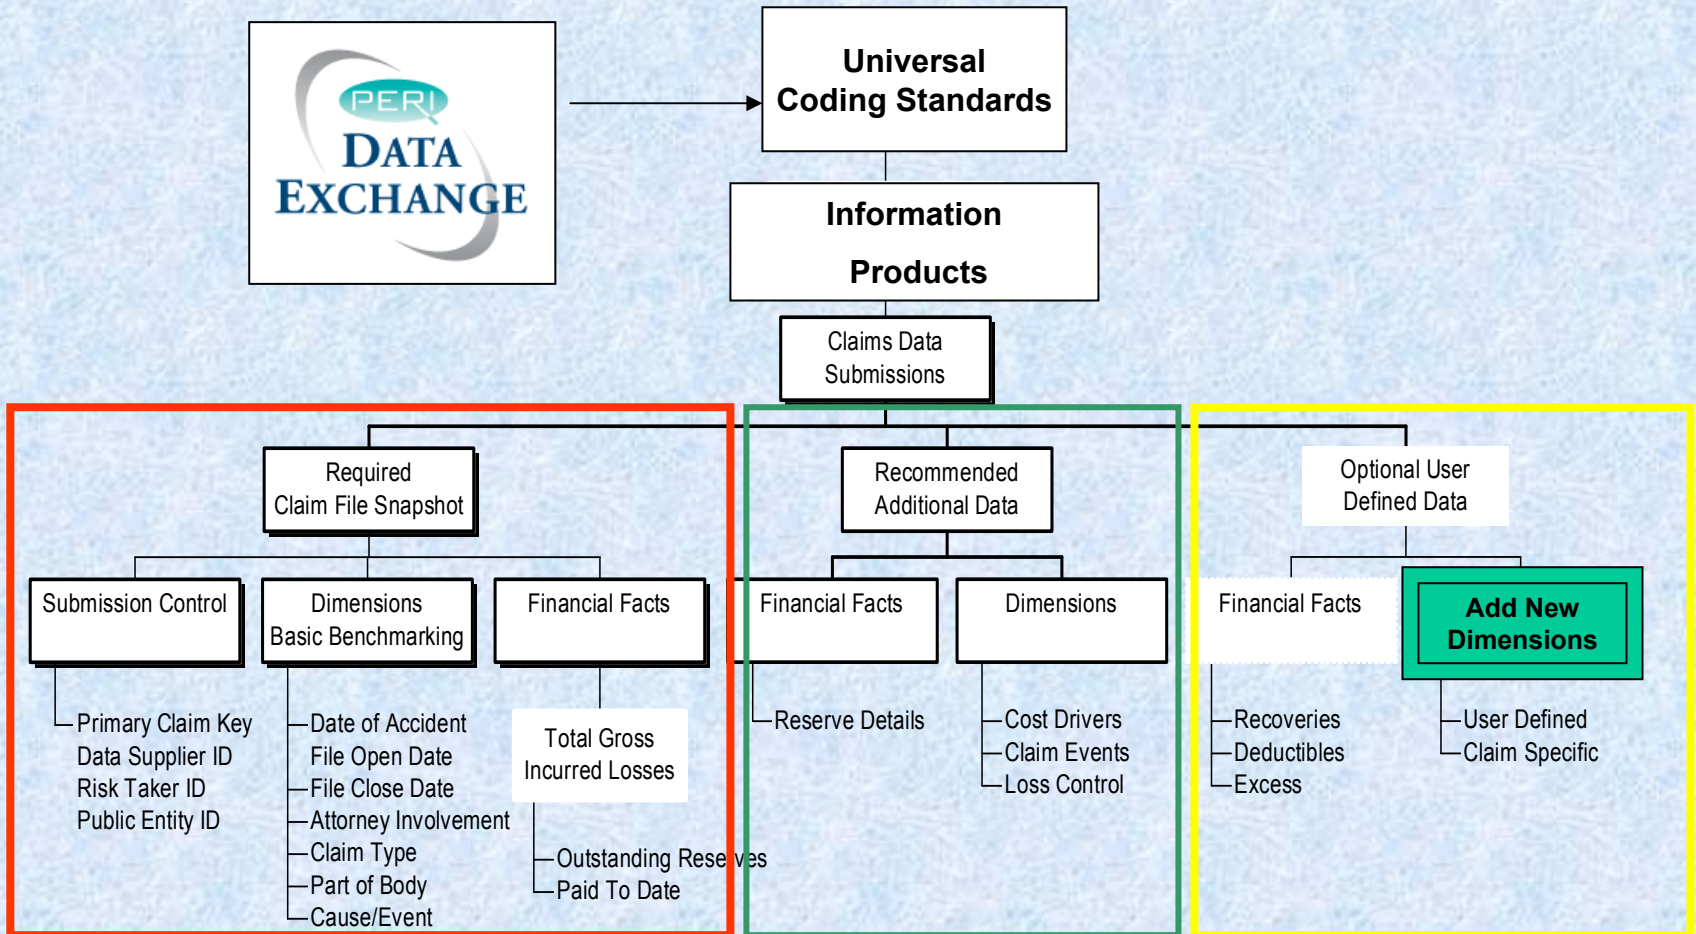 PERI
DATA
EXCHANGE
Universal
Coding Standards
Information
Products
Claims Data
Submissions
Required
Claim File Snapshot
Recommended
Additional Data
Optional User
Defined Data
Submission Control
Dimensions
Basic Benchmarking
Financial Facts
Financial Facts
Dimensions
Financial Facts
Add New
Dimensions
Primary Claim Key
Data Supplier ID
Risk Taker ID
Public Entity ID
Date of Accident
File Open Date
File Close Date
Attorney Involvement
Claim Type
Part of Body
Cause/Event
Total Gross
Incurred Losses
Outstanding Reserves
Paid To Date
Reserve Details
Cost Drivers
Claim Events
Loss Control
Recoveries
Deductibles
Excess
User Defined
Claim Specific